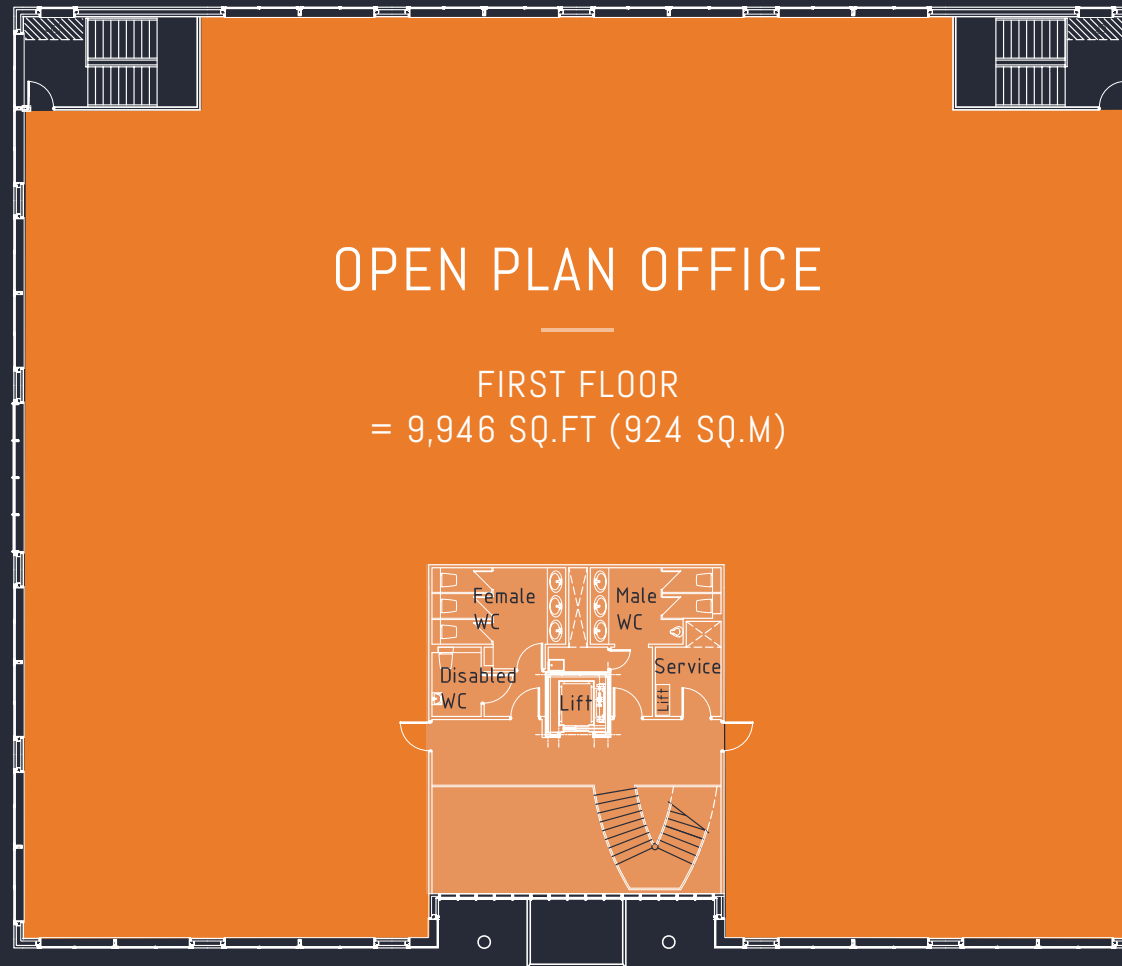 OPEN PLAN OFFICE
FIRST FLOOR
= 9,946 SQ.FT (924 SQ.M)
Female
WC
Male
WC
Disabled
WC
Lift
Service
Lift